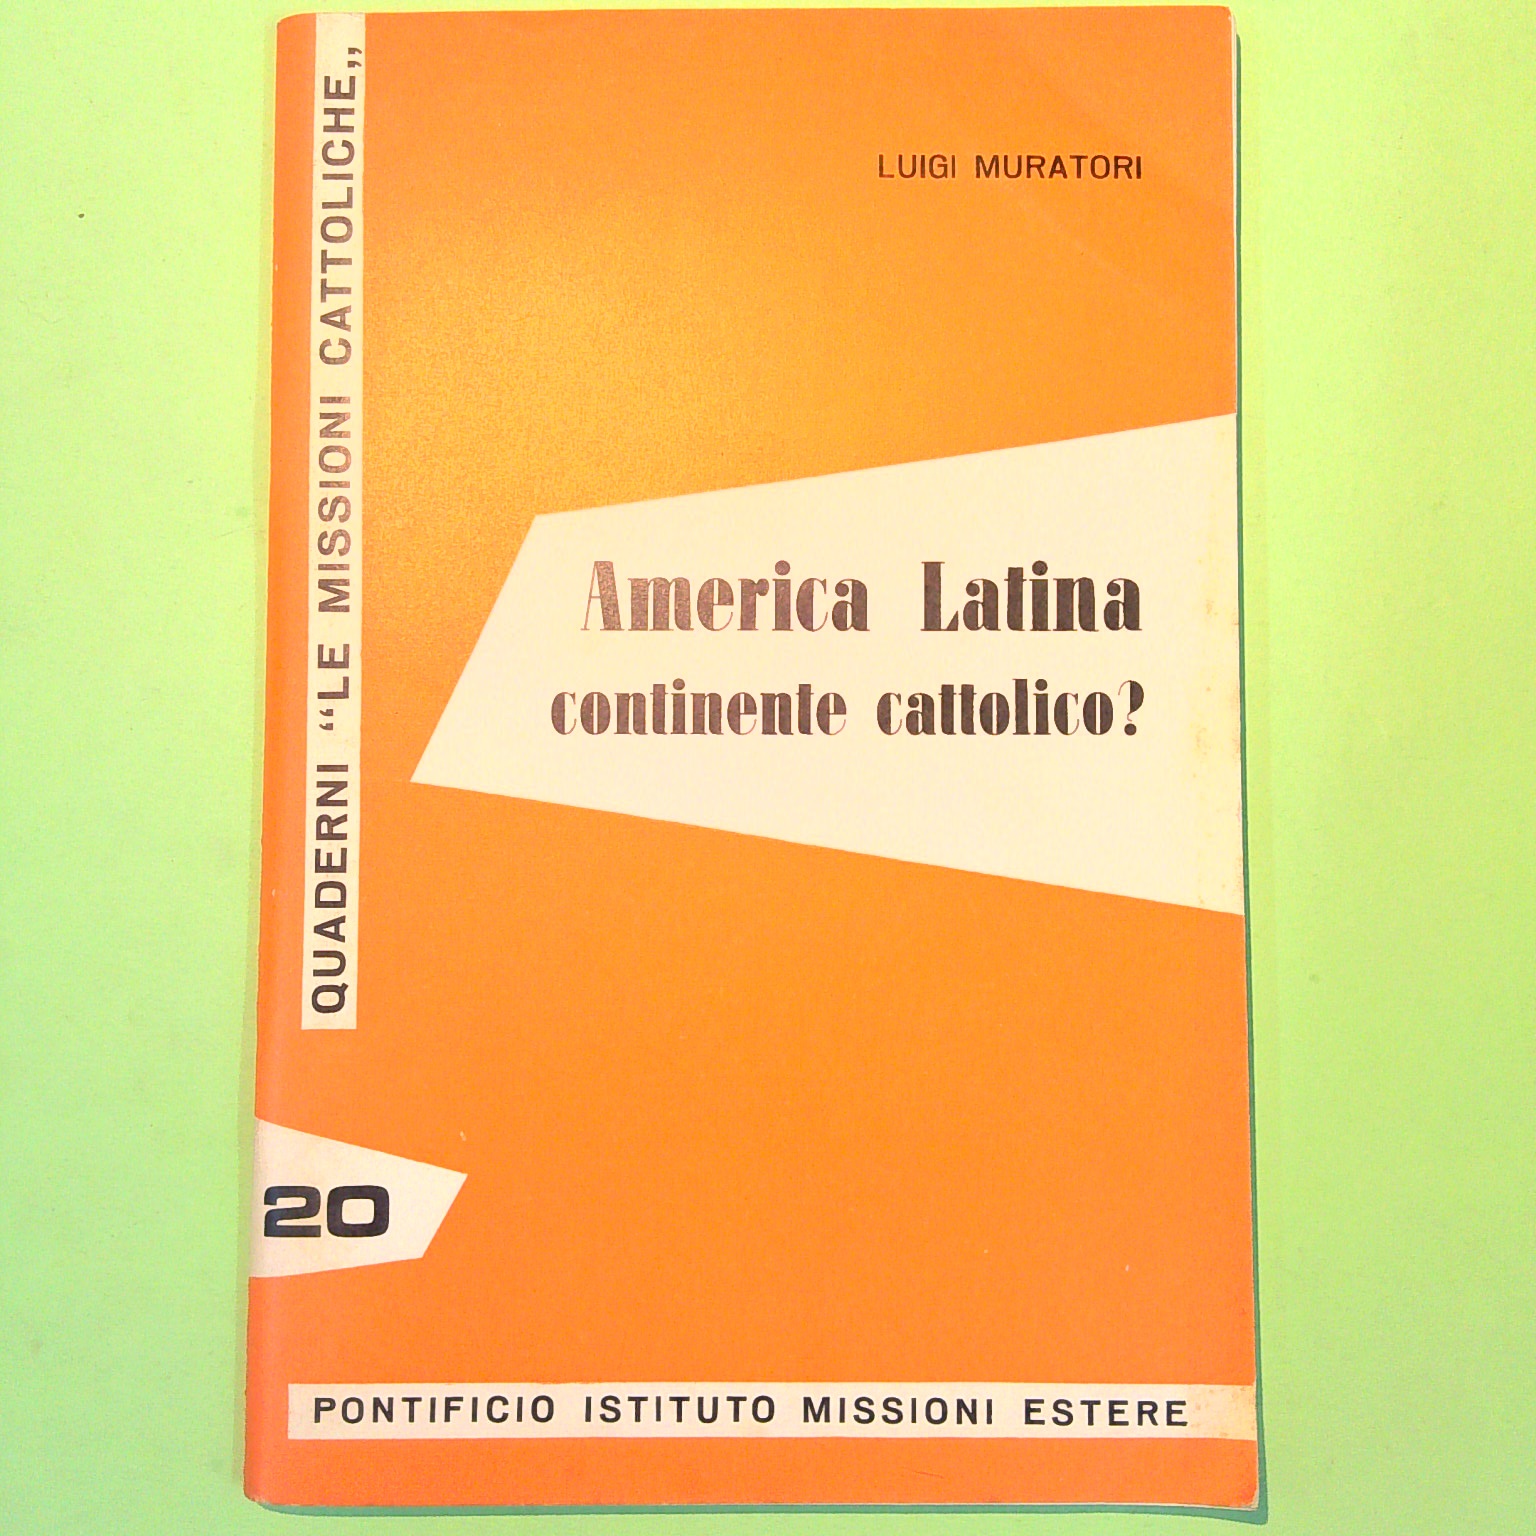 LUIGI MURATORI
America Latina
continente cattolico?
QUADERNI “LE MISSIONI CATTOLICHE„
20
PONTIFICIO ISTITUTO MISSIONI ESTERE